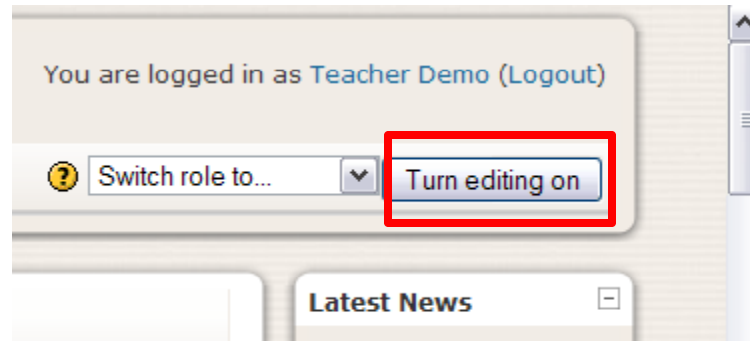 You are logged in as Teacher Demo (Logout)
? Switch role to... Turn editing on
Latest News